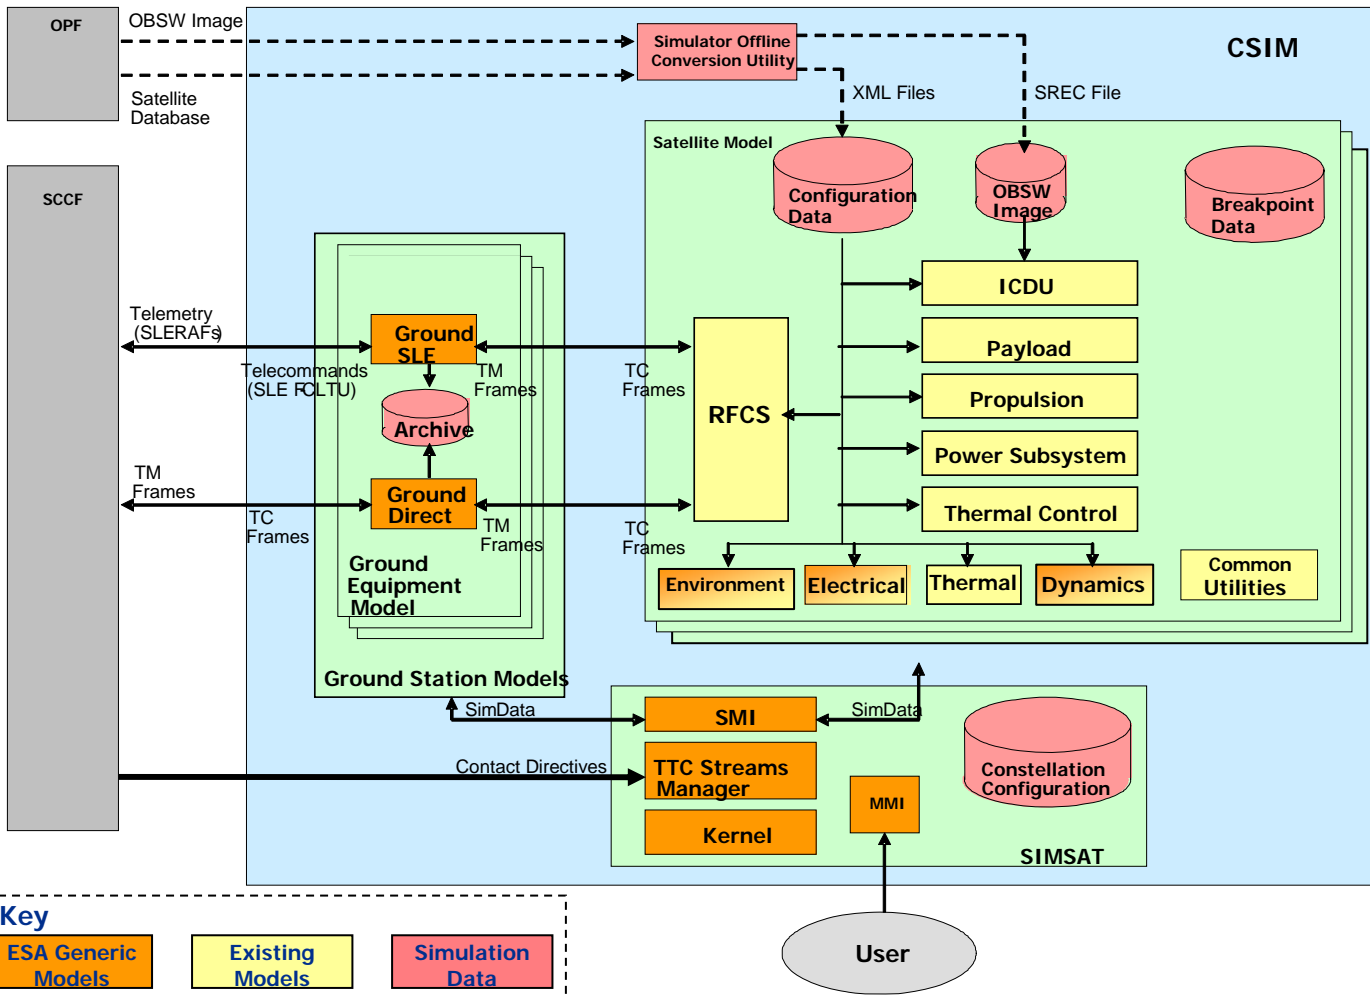 OPF
OBSW Image
Satellite
Database
Simulator Offline
Conversion Utility
CSIM
XML Files
SREC File
Satellite Model
Configuration
Data
OBSW
Image
Breakpoint
Data
SCCF
ICDU
Payload
Propulsion
Power Subsystem
Thermal Control
RFCS
Telemetry
(SLERAFs)
Ground
SLE
Telecommands
(SLE FCLTU)
TM
Frames
TC
Frames
Archive
TM
Frames
Ground
Direct
TC
Frames
TM
Frames
TC
Frames
Ground
Equipment
Model
Environment
Electrical
Thermal
Dynamics
Common
Utilities
Ground Station Models
SimData
SMI
SimData
Contact Directives
TTC Streams
Manager
Kernel
MMI
Constellation
Configuration
SIMSAT
User
Key
ESA Generic
Models
Existing
Models
Simulation
Data